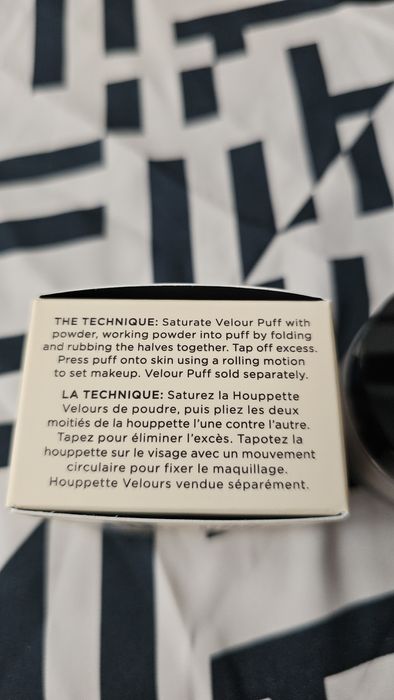 THE TECHNIQUE: Saturate Velour Puff with
powder, working powder into puff by folding
and rubbing the halves together. Tap off excess.
Press puff onto skin using a rolling motion
to set makeup. Velour Puff sold separately.
LA TECHNIQUE: Saturez la Houppette
Velours de poudre, puis pliez les deux
moitiés de la houppette l'une contre l'autre.
Tapez pour éliminer l'excès. Tapotez la
houppette sur le visage avec un mouvement
circulaire pour fixer le maquillage.
Houppette Velours vendue séparément.